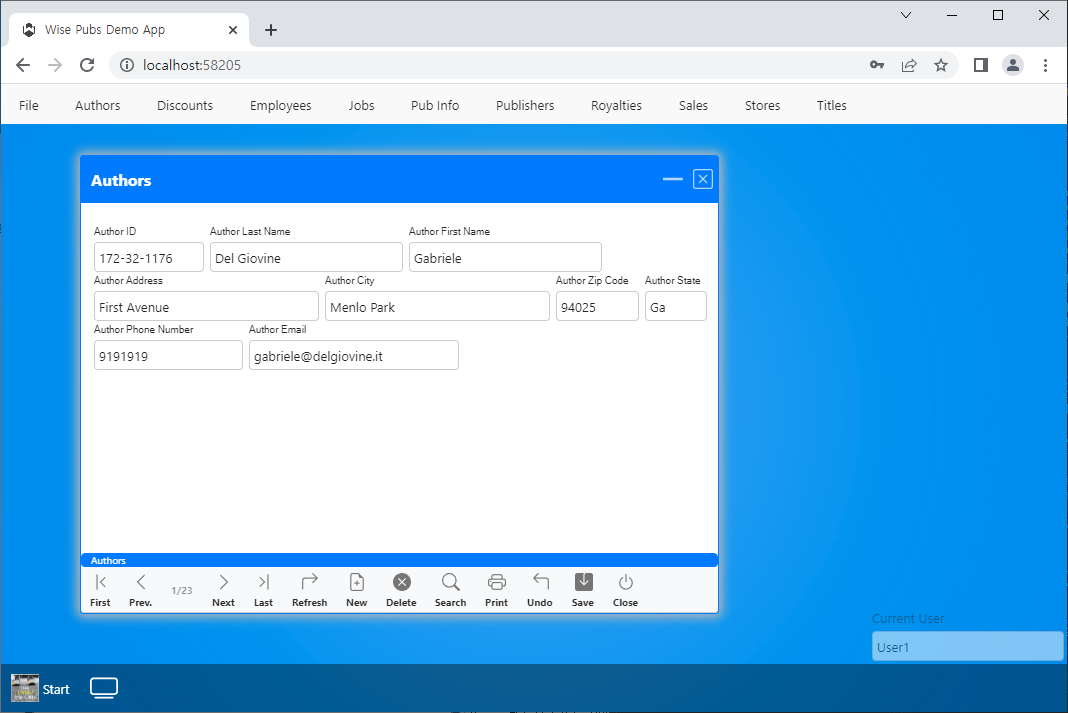 Wise Pubs Demo App
localhost:58205
File Authors Discounts Employees Jobs Pub Info Publishers Royalties Sales Stores Titles
Authors
Author ID Author Last Name Author First Name
172-32-1176 Del Giovine Gabriele
Author Address Author City Author Zip Code Author State
First Avenue Menlo Park 94025 Ga
Author Phone Number Author Email
9191919 gabriele@delgiovine.it
Authors
1/23
First Prev. Next Last Refresh New Delete Search Print Undo Save Close
Current User
User1
Start